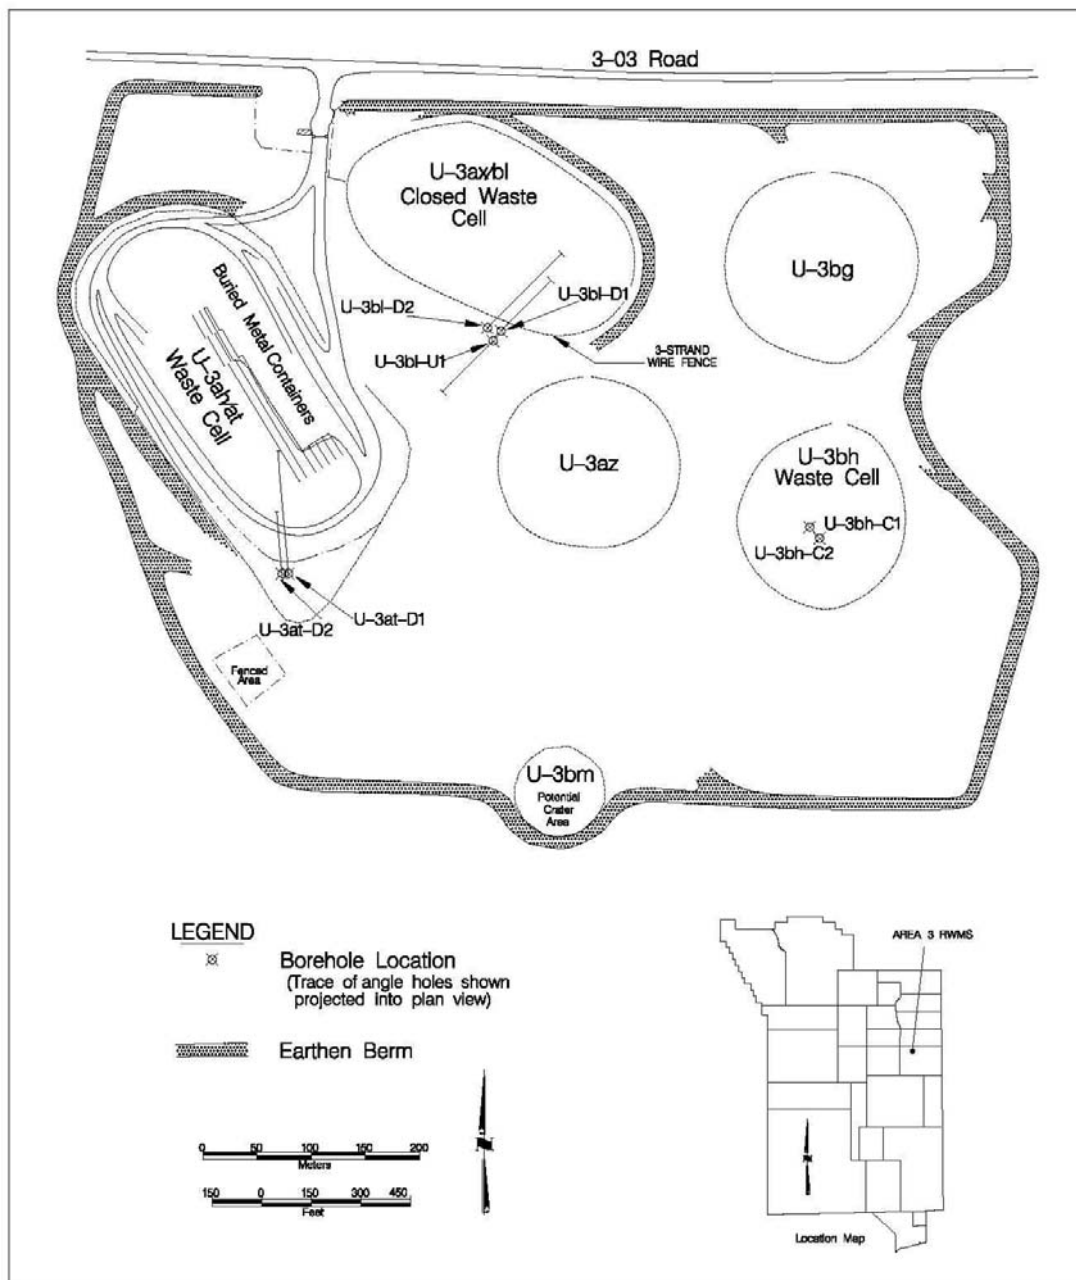 3-03 Road
U-3ax/bl
Closed Waste
Cell
U-3bg
Buried Metal Containers
U-3ah/at
Waste Cell
U-3bl-D2
U-3bl-D1
U-3bl-U1
3-STRAND
WIRE FENCE
U-3az
U-3bh
Waste Cell
U-3bh-C1
U-3bh-C2
U-3at-D1
U-3at-D2
Fenced
Area
U-3bm
Potential
Crater
Area
LEGEND
Borehole Location
(Trace of angle holes shown
projected into plan view)
Earthen Berm
0 50 100 150 200
Meters
150 0 150 300 450
Feet
N
AREA 3 RWMS
N
Location Map